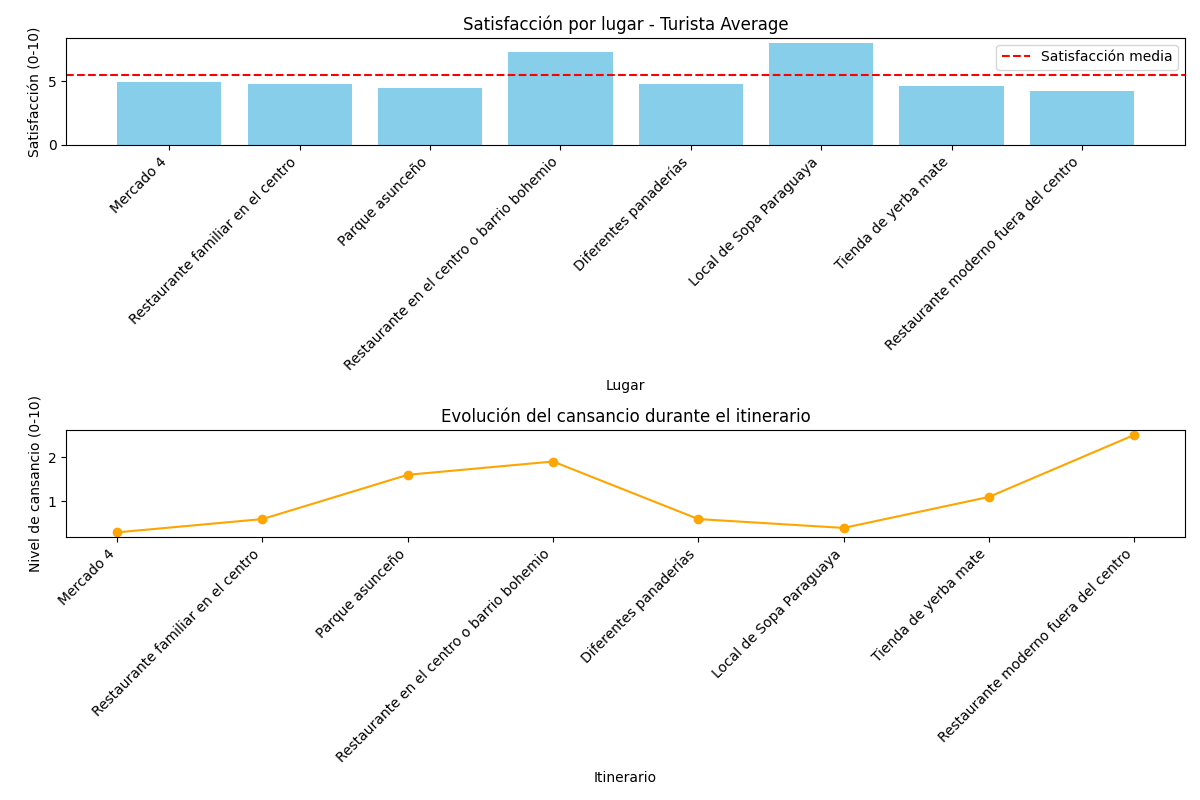 Satisfacción por lugar - Turista Average
Satisfacción (0-10)
5
0
Satisfacción media
Mercado 4
Restaurante familiar en el centro
Parque asunceño
Restaurante en el centro o barrio bohemio
Diferentes panaderías
Local de Sopa Paraguaya
Tienda de yerba mate
Restaurante moderno fuera del centro
Lugar
Evolución del cansancio durante el itinerario
Nivel de cansancio (0-10)
2
1
Mercado 4
Restaurante familiar en el centro
Parque asunceño
Restaurante en el centro o barrio bohemio
Diferentes panaderías
Local de Sopa Paraguaya
Tienda de yerba mate
Restaurante moderno fuera del centro
Itinerario